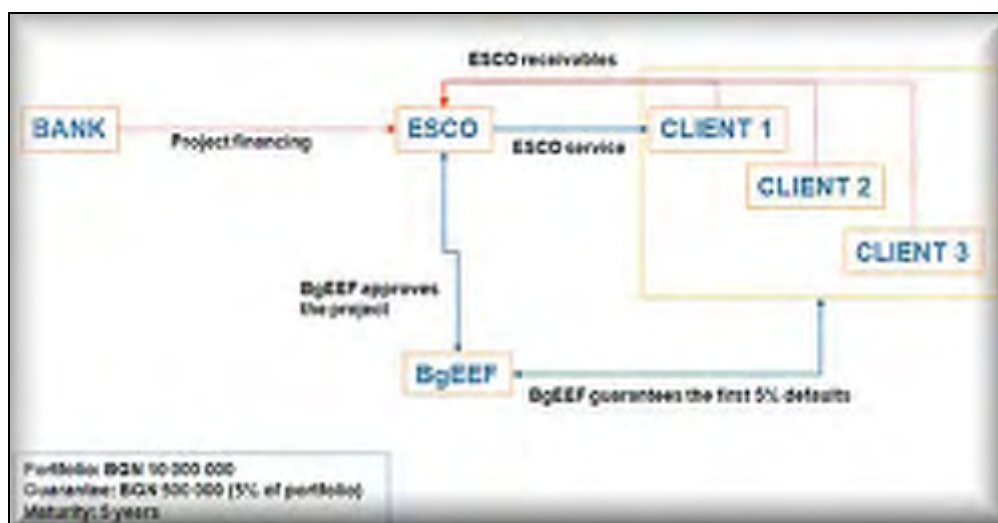 ESCO receivables
BANK
ESCO
CLIENT 1
Project financing
ESCO service
CLIENT 2
CLIENT 3
BgEEF approves
the project
BgEEF
BgEEF guarantees the first 5% defaults
Portfolio: BGN 10 000 000
Guarantee: BGN 500 000 (5% of portfolio)
Maturity: 5 years